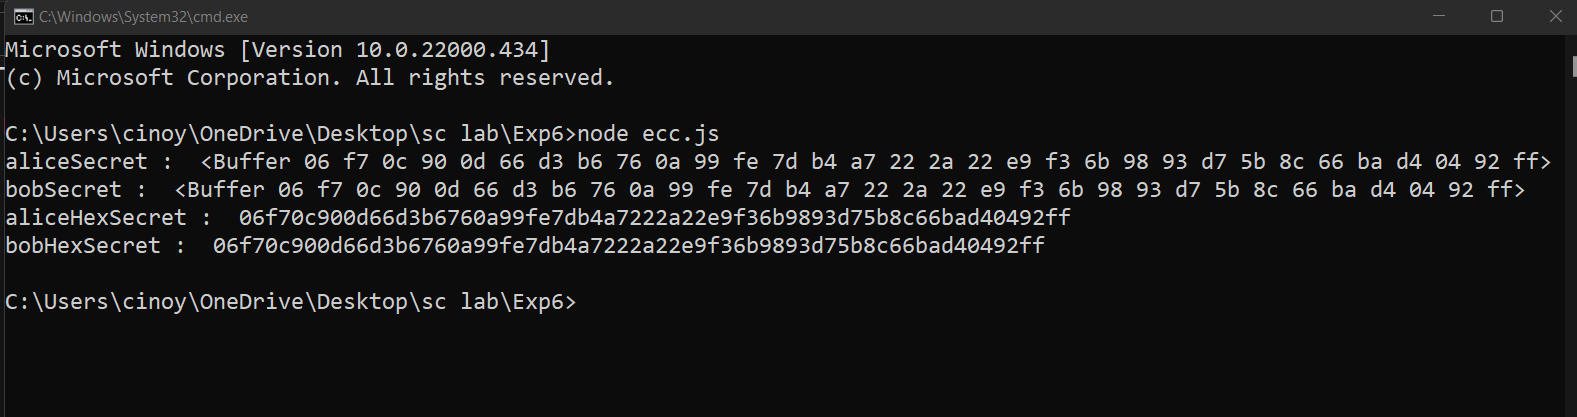 C:\Windows\System32\cmd.exe
Microsoft Windows [Version 10.0.22000.434]
(c) Microsoft Corporation. All rights reserved.
C:\Users\cinoy\OneDrive\Desktop\sc lab\Exp6>node ecc.js
aliceSecret :  <Buffer 06 f7 0c 90 0d 66 d3 b6 76 0a 99 fe 7d b4 a7 22 2a 22 e9 f3 6b 98 93 d7 5b 8c 66 ba d4 04 92 ff>
bobSecret :  <Buffer 06 f7 0c 90 0d 66 d3 b6 76 0a 99 fe 7d b4 a7 22 2a 22 e9 f3 6b 98 93 d7 5b 8c 66 ba d4 04 92 ff>
aliceHexSecret :  06f70c900d66d3b6760a99fe7db4a7222a22e9f36b9893d75b8c66bad40492ff
bobHexSecret :  06f70c900d66d3b6760a99fe7db4a7222a22e9f36b9893d75b8c66bad40492ff
C:\Users\cinoy\OneDrive\Desktop\sc lab\Exp6>